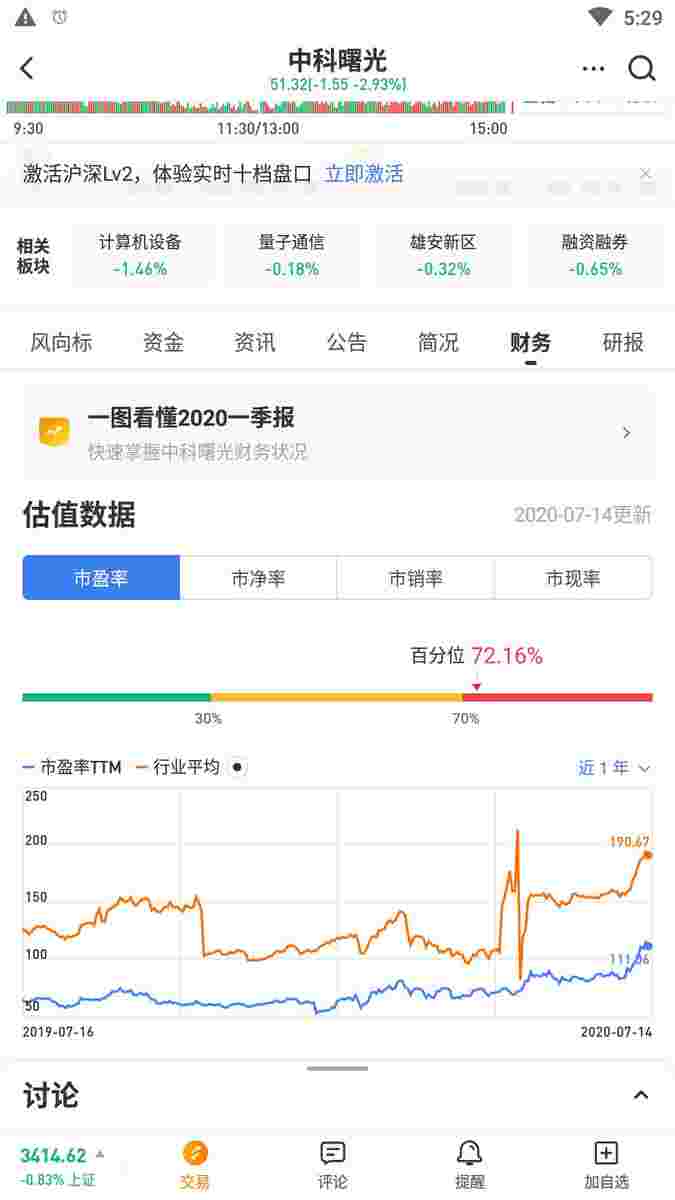 5:29
中科曙光
51.32(-1.55 -2.93%)
9:30 11:30/13:00 15:00
激活沪深Lv2，体验实时十档盘口 立即激活
相关板块
计算机设备 量子通信 雄安新区 融资融券
-1.46% -0.18% -0.32% -0.65%
风向标 资金 资讯 公告 简况 财务 研报
一图看懂2020一季报
快速掌握中科曙光财务状况
估值数据 2020-07-14更新
市盈率 市净率 市销率 市现率
百分位 72.16%
30% 70%
市盈率TTM 行业平均 近1年
250
200
190.67
150
100
111.06
50
2019-07-16 2020-07-14
讨论
3414.62
-0.83% 上证
交易 评论 提醒 加自选